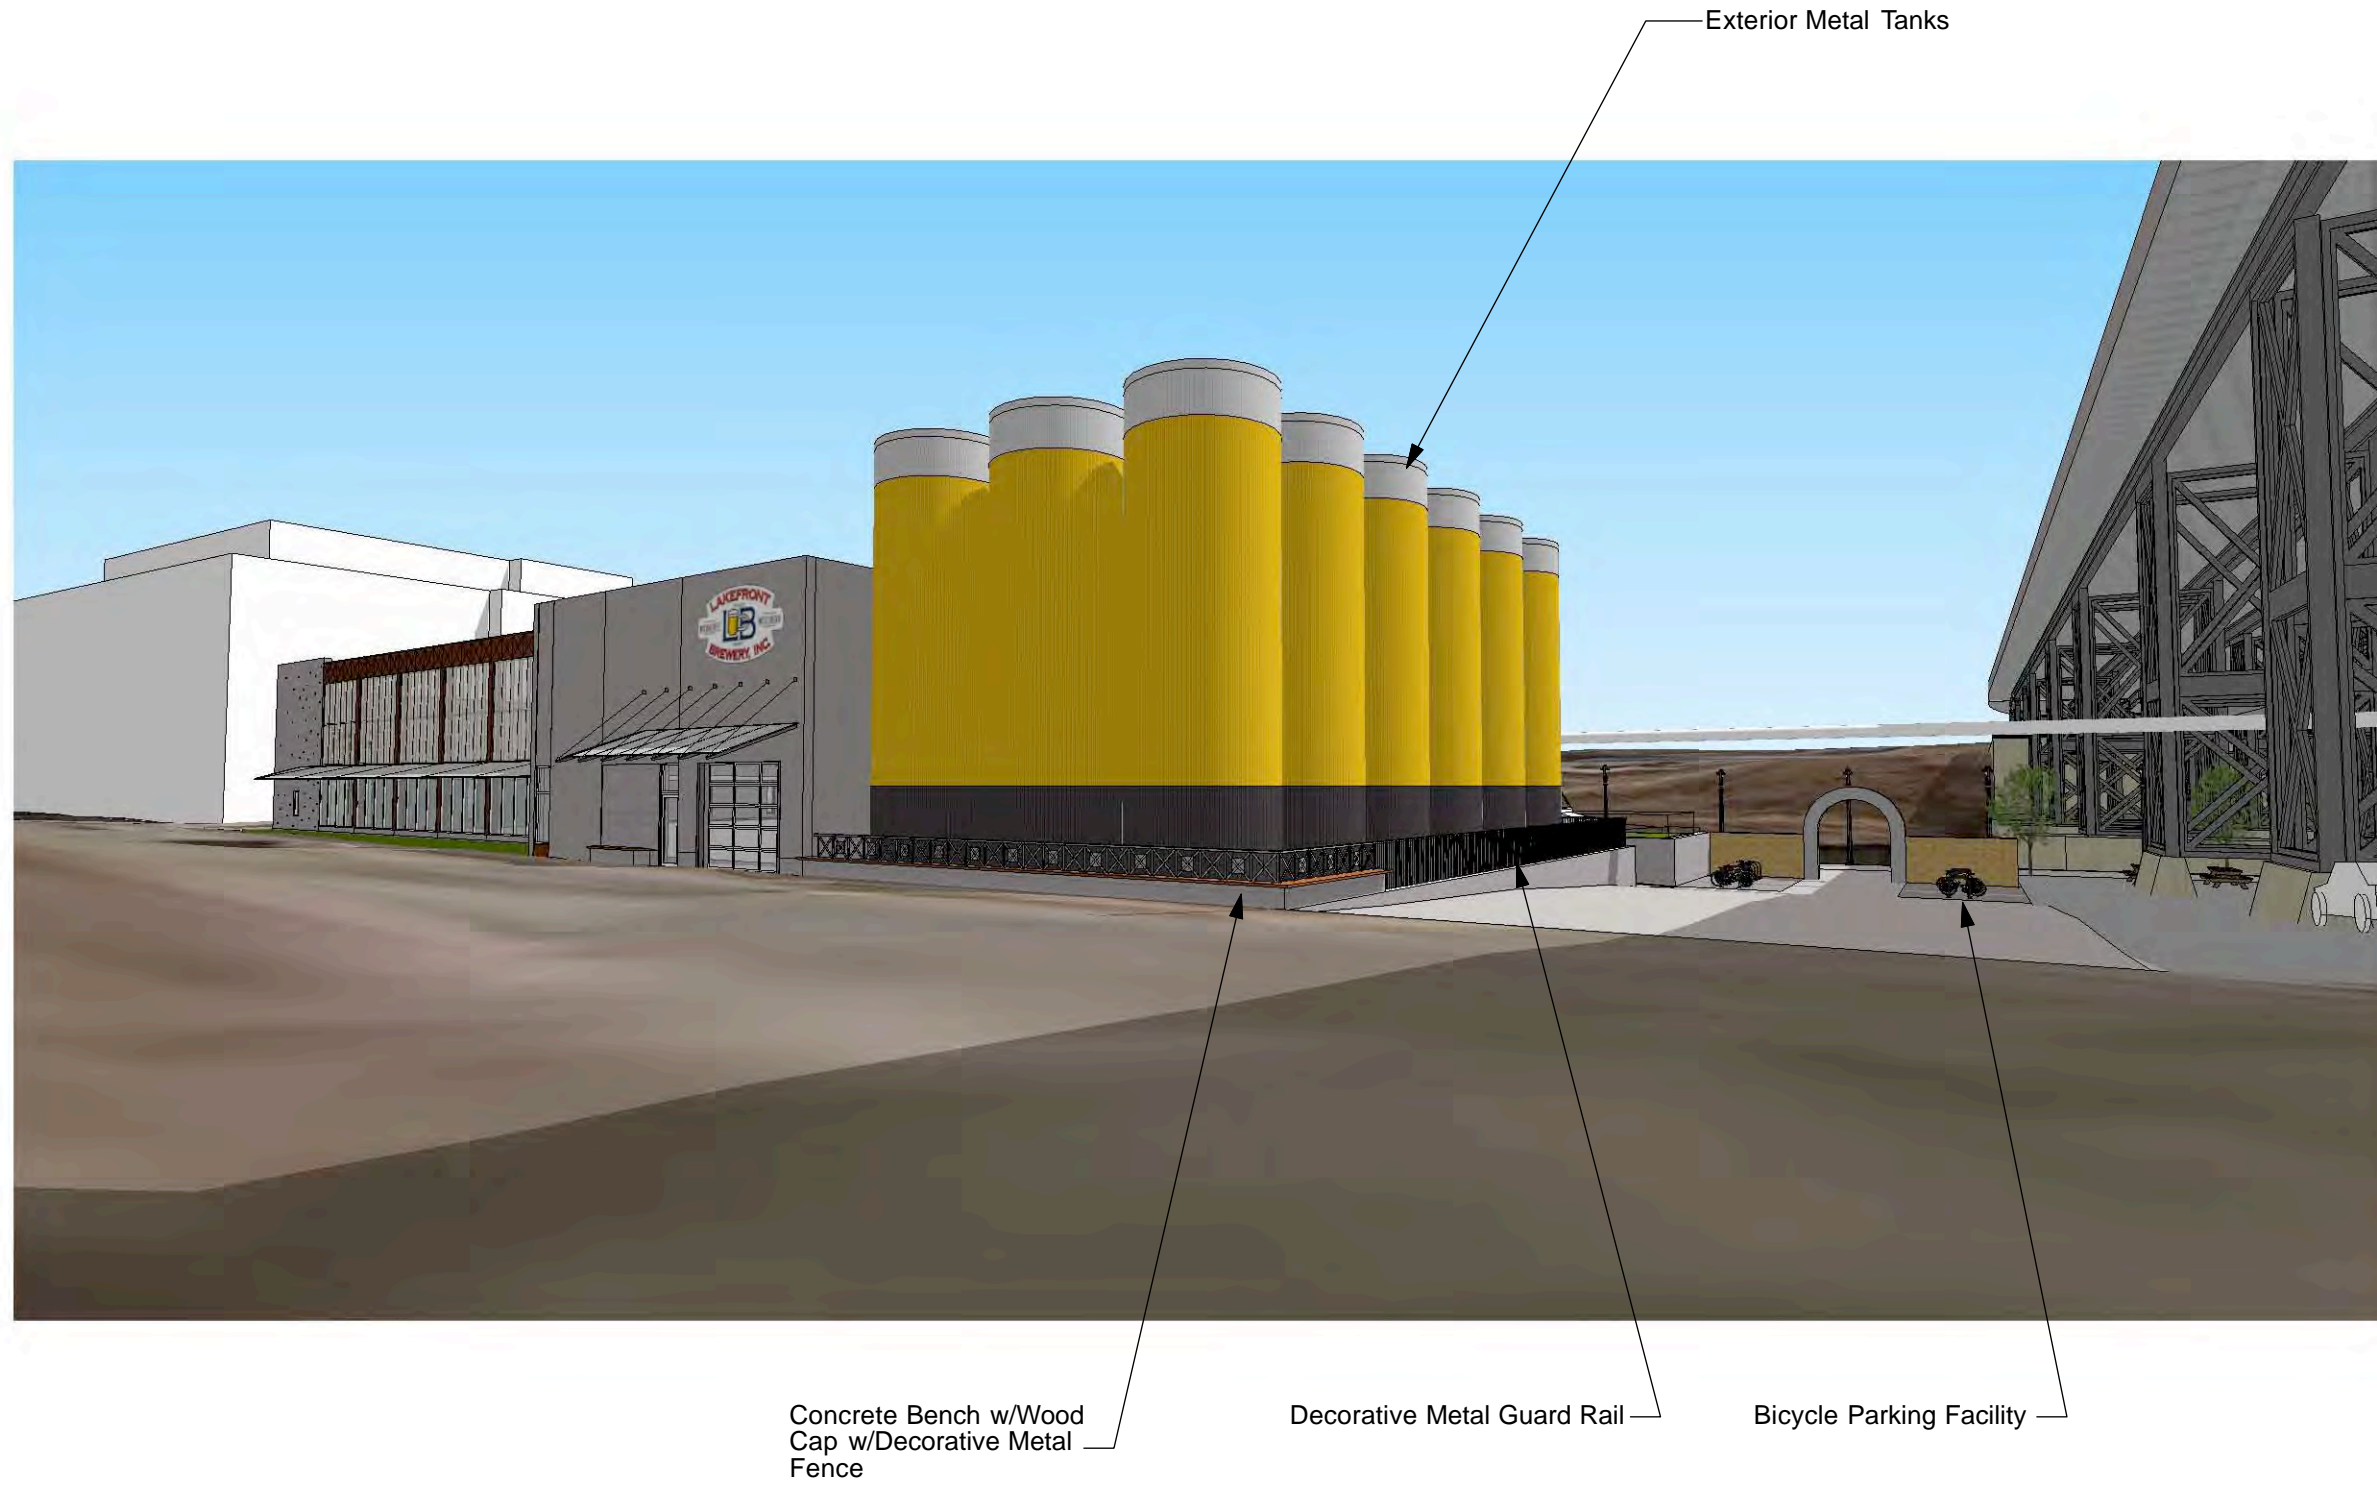 Exterior Metal Tanks
LAKEFRONT
LB
BREWERY, INC.
Concrete Bench w/Wood
Cap w/Decorative Metal
Fence
Decorative Metal Guard Rail
Bicycle Parking Facility